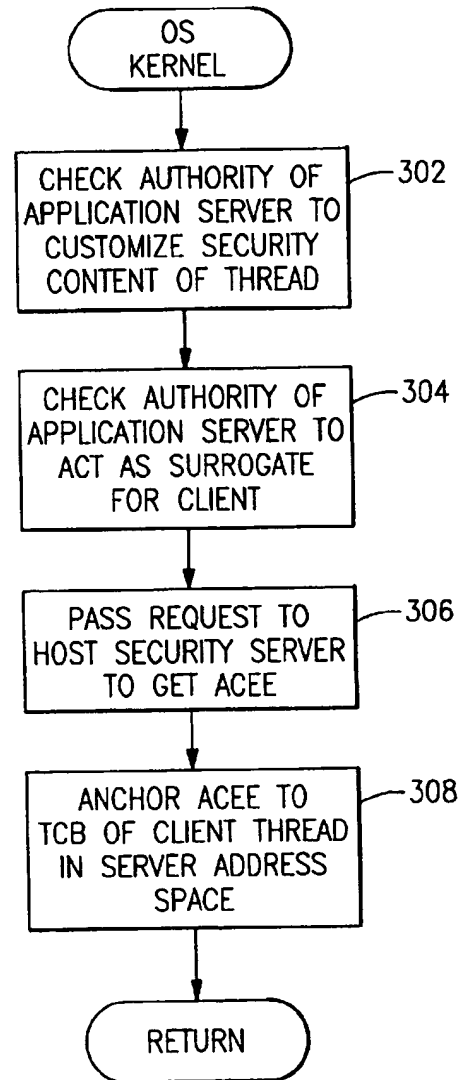 OS
KERNEL
CHECK AUTHORITY OF
APPLICATION SERVER TO
CUSTOMIZE SECURITY
CONTENT OF THREAD
302
CHECK AUTHORITY OF
APPLICATION SERVER TO
ACT AS SURROGATE
FOR CLIENT
304
PASS REQUEST TO
HOST SECURITY SERVER
TO GET ACEE
306
ANCHOR ACEE TO
TCB OF CLIENT THREAD
IN SERVER ADDRESS
SPACE
308
RETURN